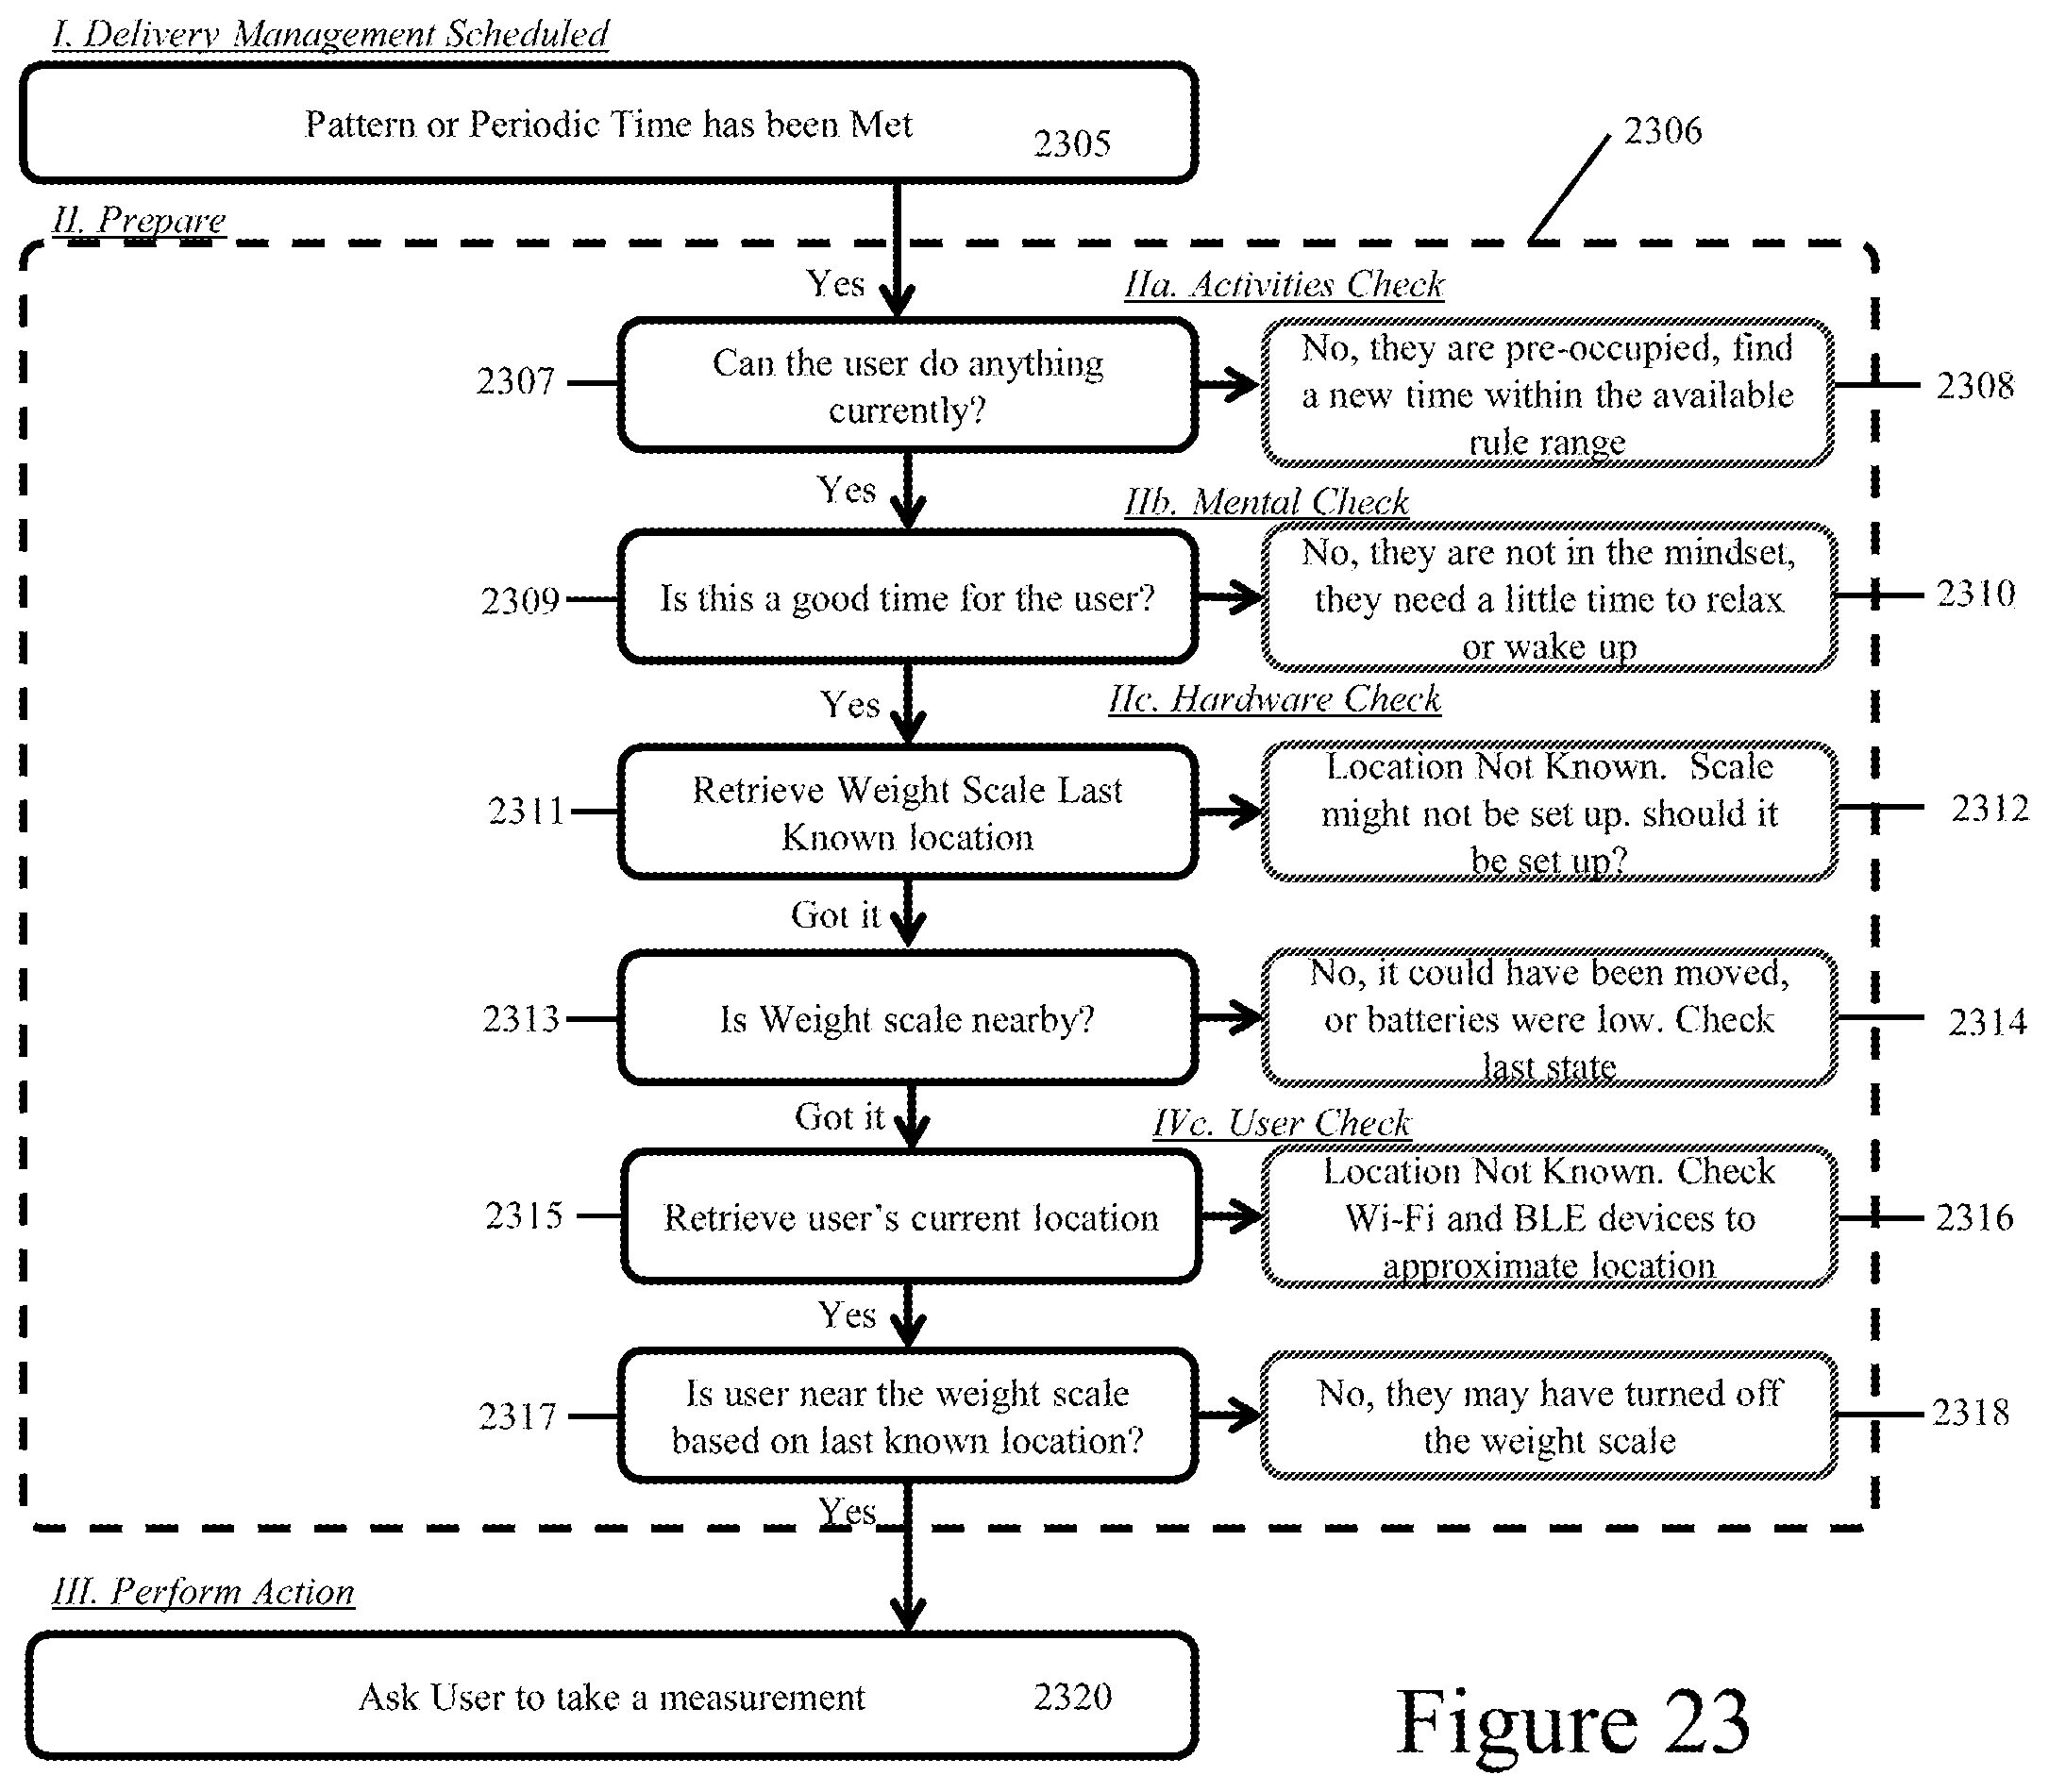 I. Delivery Management Scheduled
Pattern or Periodic Time has been Met
2305
2306
II. Prepare
Yes
IIa. Activities Check
2307
Can the user do anything
currently?
No, they are pre-occupied, find
a new time within the available
rule range
2308
Yes
IIb. Mental Check
2309
Is this a good time for the user?
No, they are not in the mindset,
they need a little time to relax
or wake up
2310
Yes
IIc. Hardware Check
2311
Retrieve Weight Scale Last
Known location
Location Not Known. Scale
might not be set up. should it
be set up?
2312
Got it
2313
Is Weight scale nearby?
No, it could have been moved,
or batteries were low. Check
last state
2314
Got it
IVc. User Check
2315
Retrieve user's current location
Location Not Known. Check
Wi-Fi and BLE devices to
approximate location
2316
Yes
2317
Is user near the weight scale
based on last known location?
No, they may have turned off
the weight scale
2318
Yes
III. Perform Action
Ask User to take a measurement
2320
Figure 23